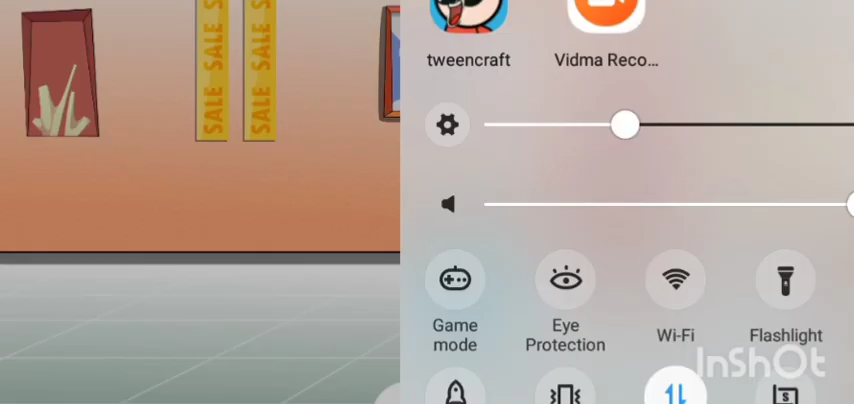 SALE SALE S
SALE SALE S
tweencraft
Vidma Reco...
Game
mode
Eye
Protection
Wi-Fi
Flashlight
InShOt